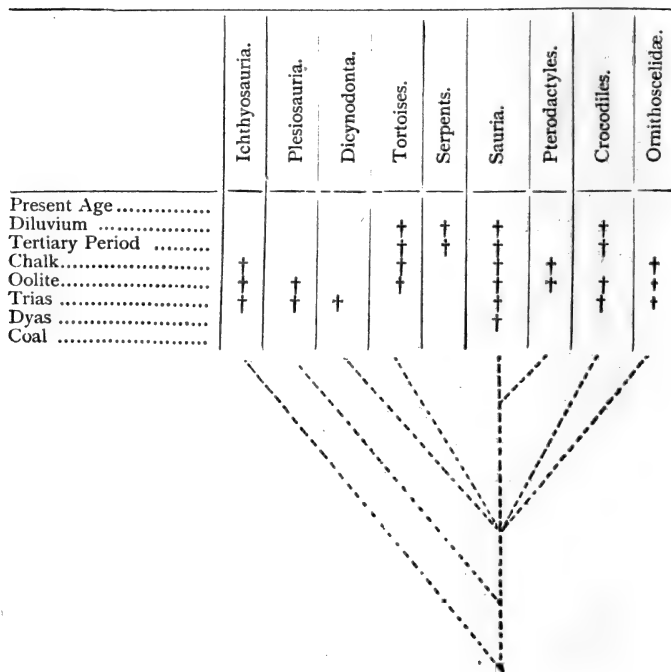 Ichthyosauria.
Plesiosauria.
Dicynodonta.
Tortoises.
Serpents.
Sauria.
Pterodactyles.
Crocodiles.
Ornithoscelidæ.
Present Age ................
Diluvium ...................
Tertiary Period ..........
Chalk.........................
Oolite........................
Trias .........................
Dyas .........................
Coal ..........................